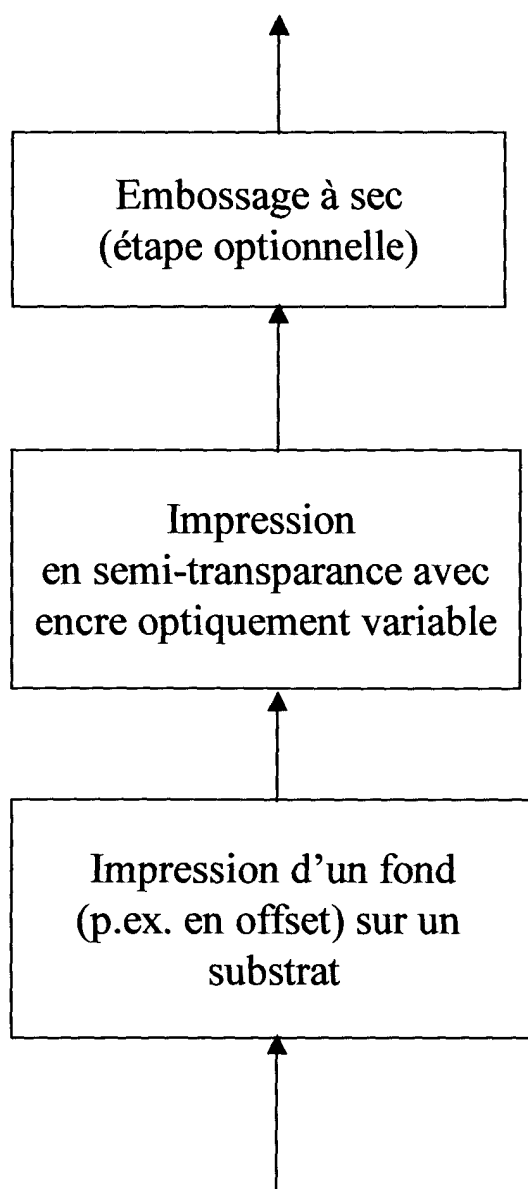 Embossage à sec
(étape optionnelle)
Impression
en semi-transparance avec
encre optiquement variable
Impression d'un fond
(p.ex. en offset) sur un
substrat